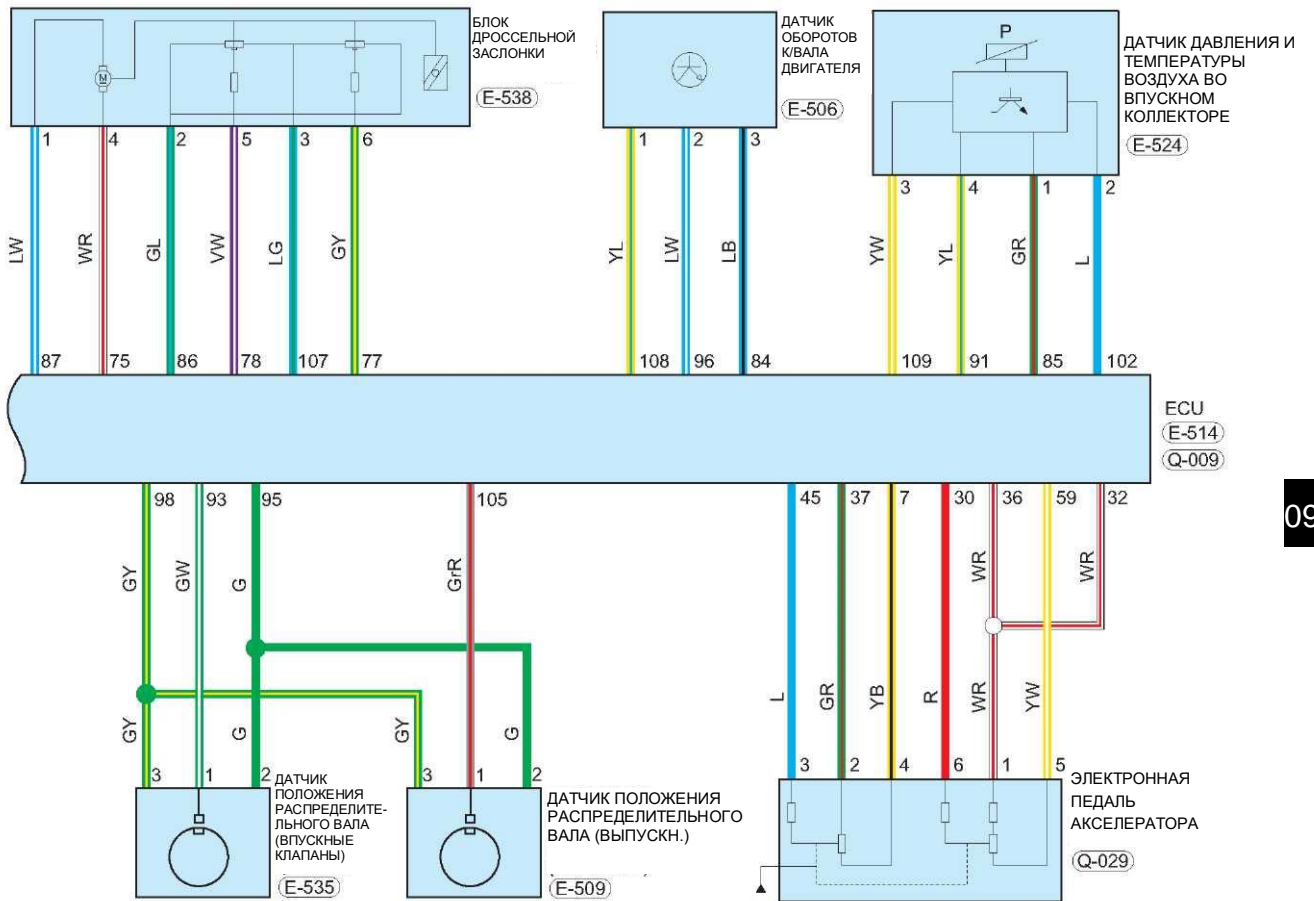 БЛОК
ДРОССЕЛЬНОЙ
ЗАСЛОНКИ
M
E-538
ДАТЧИК
ОБОРОТОВ
К/ВАЛА
ДВИГАТЕЛЯ
E-506
P
ДАТЧИК ДАВЛЕНИЯ И
ТЕМПЕРАТУРЫ
ВОЗДУХА ВО
ВПУСКНОМ
КОЛЛЕКТОРЕ
E-524
1 4 2 5 3 6
1 2 3
3 4 1 2
LW WR GL VW LG GY
YL LW LB
YW YL GR L
87 75 86 78 107 77
108 96 84
109 91 85 102
ECU
E-514
Q-009
98 93 95
105
45 37 7 30 36 59 32
09
GY GW G
GrR
WR WR
GY G
GY G
L GR YB R WR YW
3 1 2
3 1 2
3 2 4 6 1 5
ДАТЧИК
ПОЛОЖЕНИЯ
РАСПРЕДЕЛИТЕ-
ЛЬНОГО ВАЛА
(ВПУСКНЫЕ
КЛАПАНЫ)
E-535
ДАТЧИК ПОЛОЖЕНИЯ
РАСПРЕДЕЛИТЕЛЬНОГО
ВАЛА (ВЫПУСКН.)
E-509
ЭЛЕКТРОННАЯ
ПЕДАЛЬ
АКСЕЛЕРАТОРА
Q-029